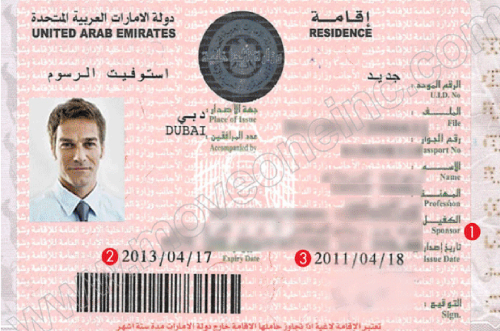 دولة الامارات العربية المتحدة
إقامة
UNITED ARAB EMIRATES
RESIDENCE
استوفيت الرسوم
جديد
الرقم الموحد:
U.I.D. No
دبي
جهة الاصدار:
الملف:
DUBAI
Place of Issue
File
عدد المرافقين:
رقم الجواز:
Accompanied by
Passport No
الاسم:
Name
المهنة:
Profession
الكفيل:
Sponsor
1
تاريخ إصدار:
2 2013/04/17
Expiry Date
3 2011/04/18
Issue Date
التوقيع:
Sign.
تعتبر الاقامة لاغية اذا تجاوز حاملها الاقامة خارج دولة الامارات مدة ستة اشهر
www.moveoneinc.com